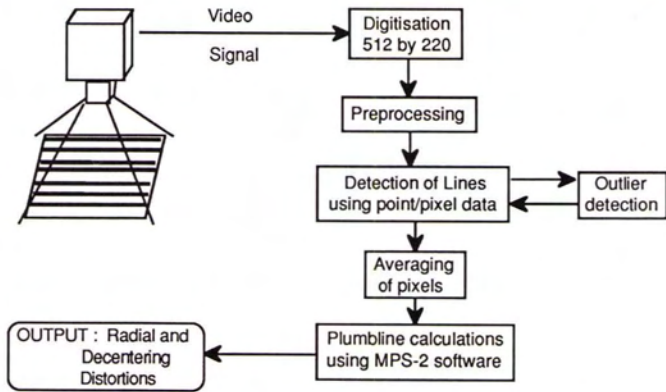 Video
Signal
Digitisation
512 by 220
Preprocessing
Detection of Lines
using point/pixel data
Outlier
detection
Averaging
of pixels
Plumbline calculations
using MPS-2 software
OUTPUT : Radial and
Decentering
Distortions